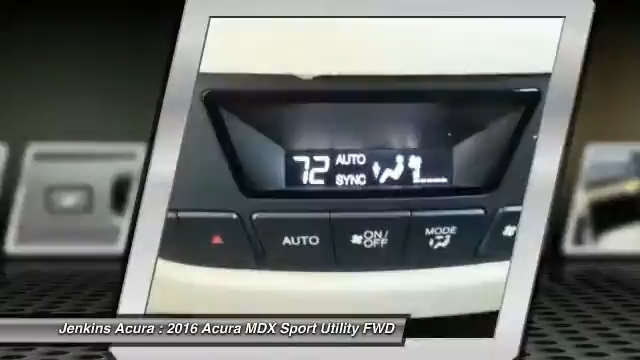 72 AUTO
SYNC
AUTO
ON/
OFF
MODE
Jenkins Acura : 2016 Acura MDX Sport Utility FWD